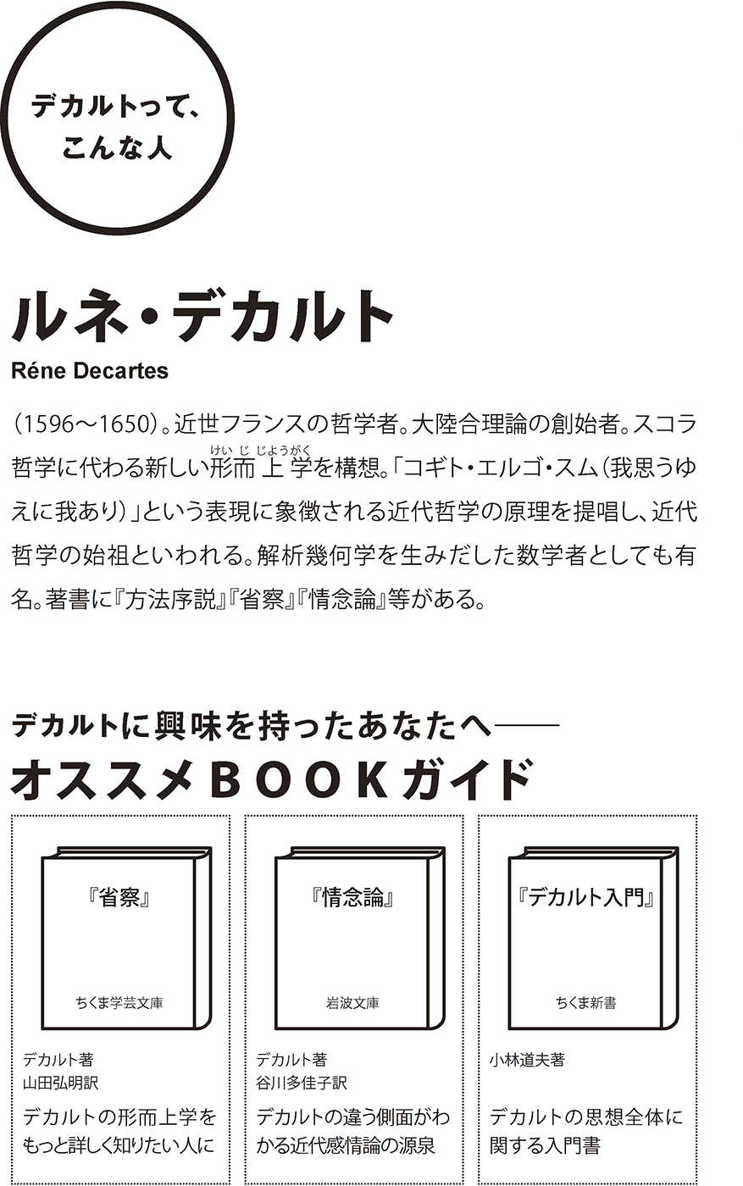 デカルトって、
こんな人
ルネ・デカルト
Réne Decartes
（1596〜1650）。近世フランスの哲学者。大陸合理論の創始者。スコラ
けいじじようがく
哲学に代わる新しい形而上学を構想。「コギト・エルゴ・スム（我思うゆ
えに我あり）」という表現に象徴される近代哲学の原理を提唱し、近代
哲学の始祖といわれる。解析幾何学を生みだした数学者としても有
名。著書に『方法序説』『省察』『情念論』等がある。
デカルトに興味を持ったあなたへ――
オススメBOOKガイド
『省察』
ちくま学芸文庫
デカルト著
山田弘明訳
デカルトの形而上学を
もっと詳しく知りたい人に
『情念論』
岩波文庫
デカルト著
谷川多佳子訳
デカルトの違う側面がわ
かる近代感情論の源泉
『デカルト入門』
ちくま新書
小林道夫著
デカルトの思想全体に
関する入門書